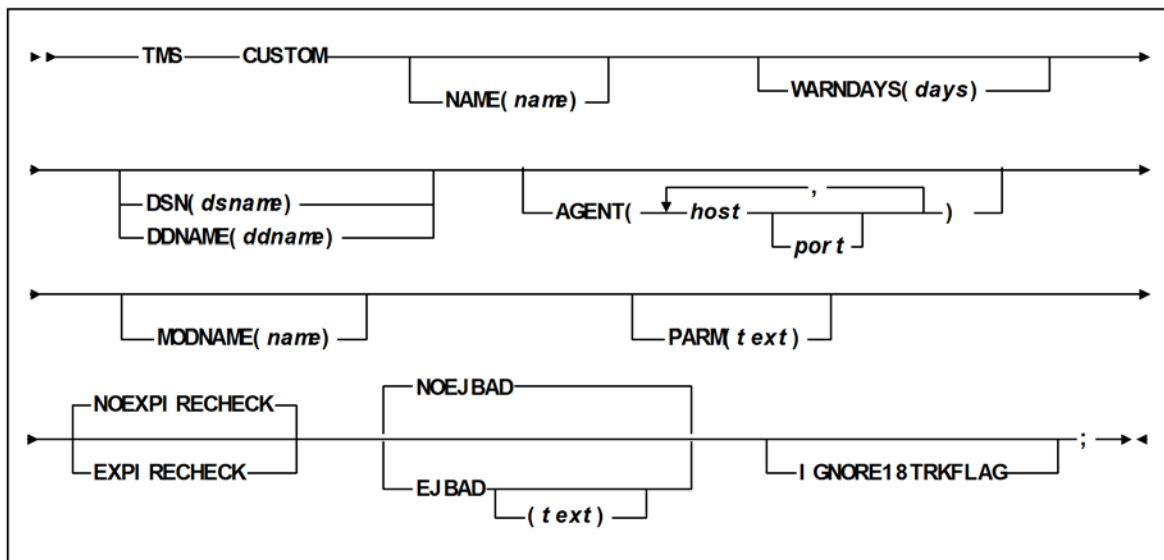 TMS CUSTOM
NAME(name) WARNDAYS(days)
DSN(dsname)
DDNAME(ddname)
AGENT( host , )
port
MODNAME(name) PARM(text)
NOEXPIRECHECK NOEJBAD
EXPIRECHECK
EJBAD
(text)
IGNORE18TRKFLAG ;